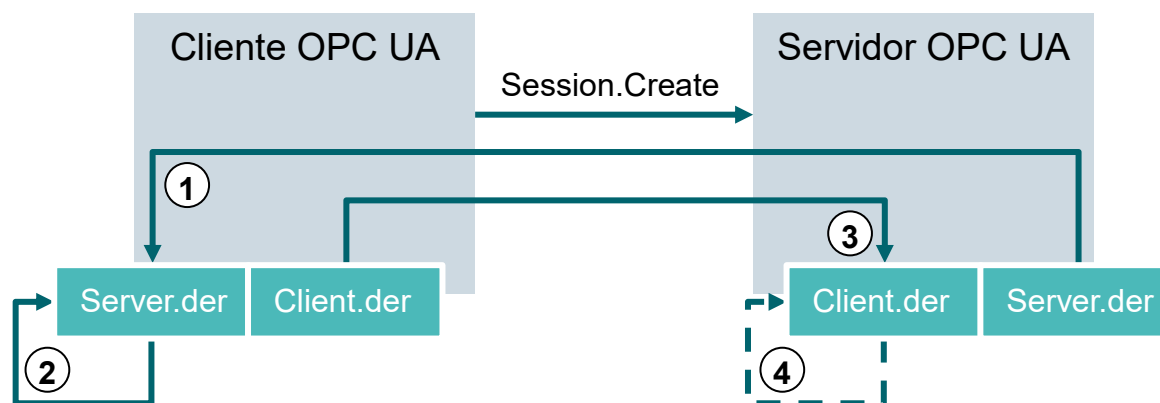 Cliente OPC UA
Servidor OPC UA
Session.Create
1
3
Server.der
Client.der
Client.der
Server.der
2
4